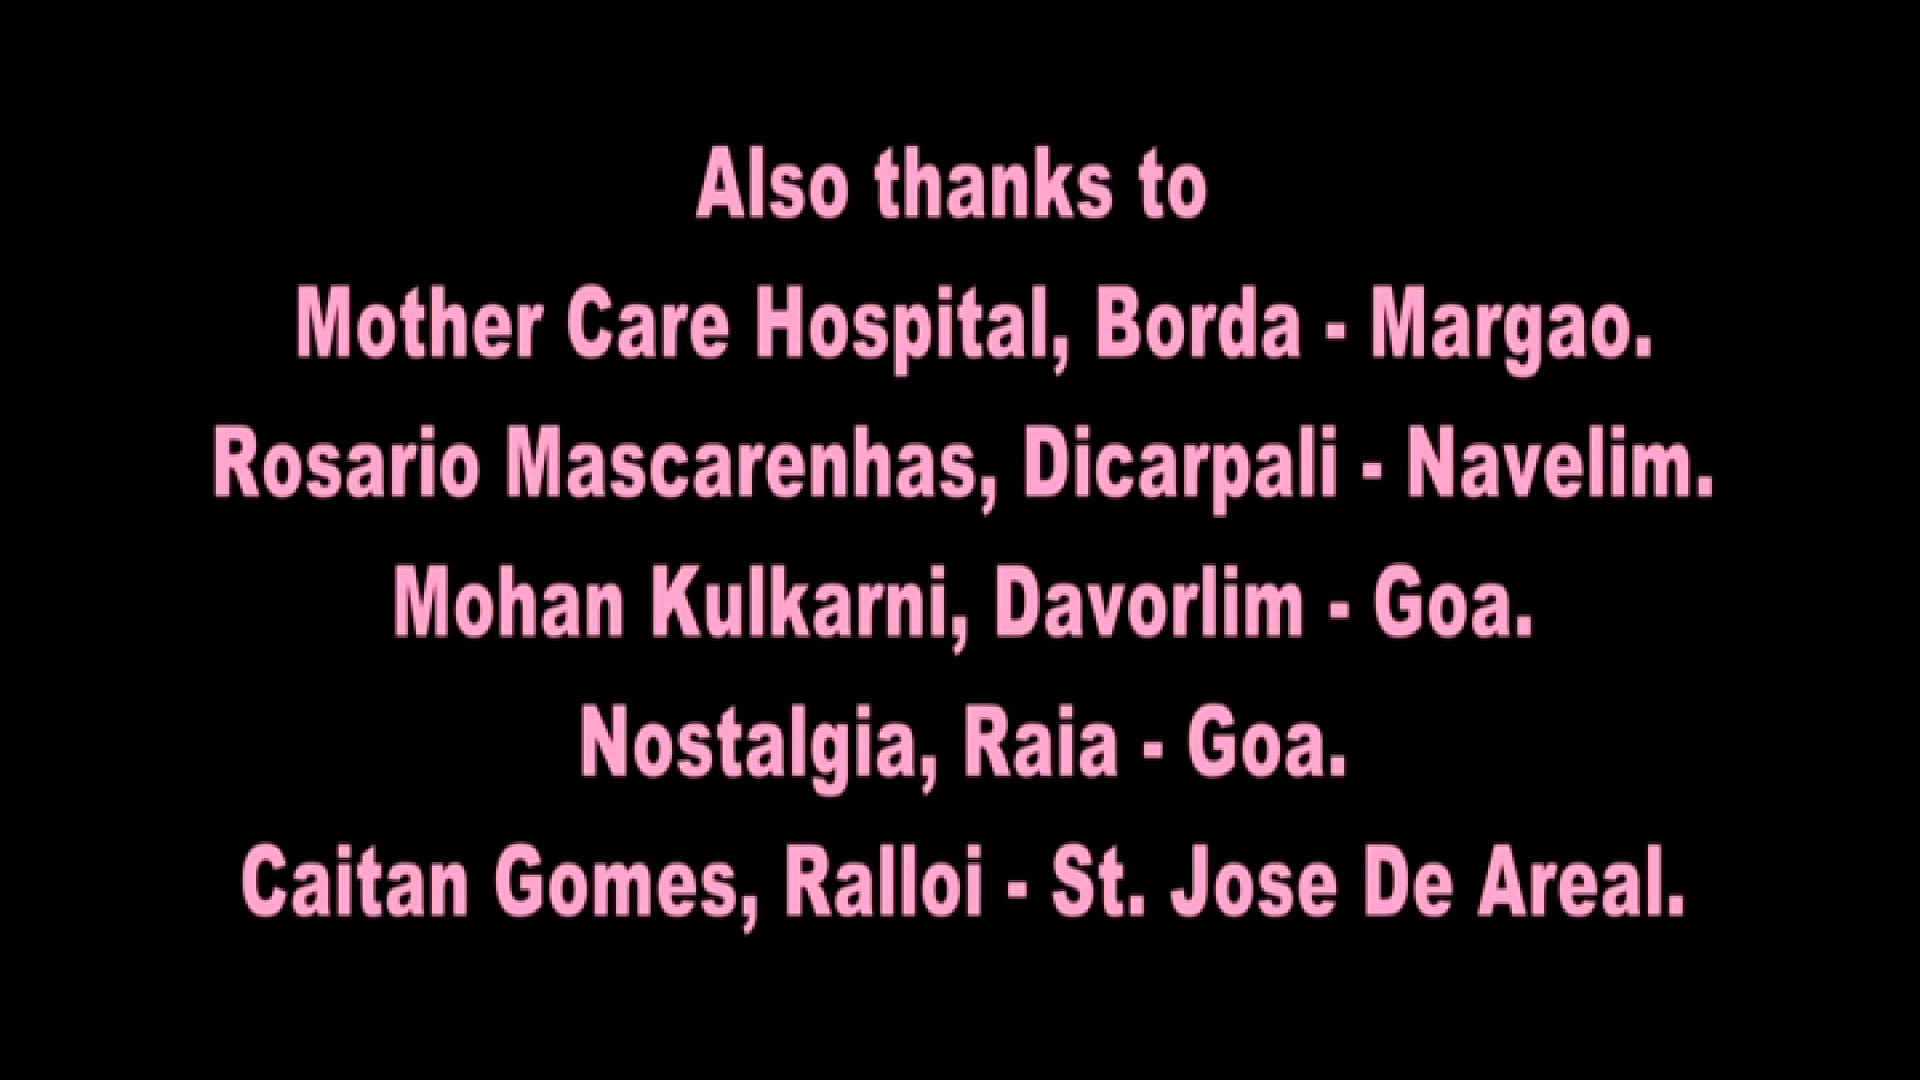 Also thanks to
Mother Care Hospital, Borda - Margao.
Rosario Mascarenhas, Dicarpali - Navelim.
Mohan Kulkarni, Davorlim - Goa.
Nostalgia, Raia - Goa.
Caitan Gomes, Ralloi - St. Jose De Areal.